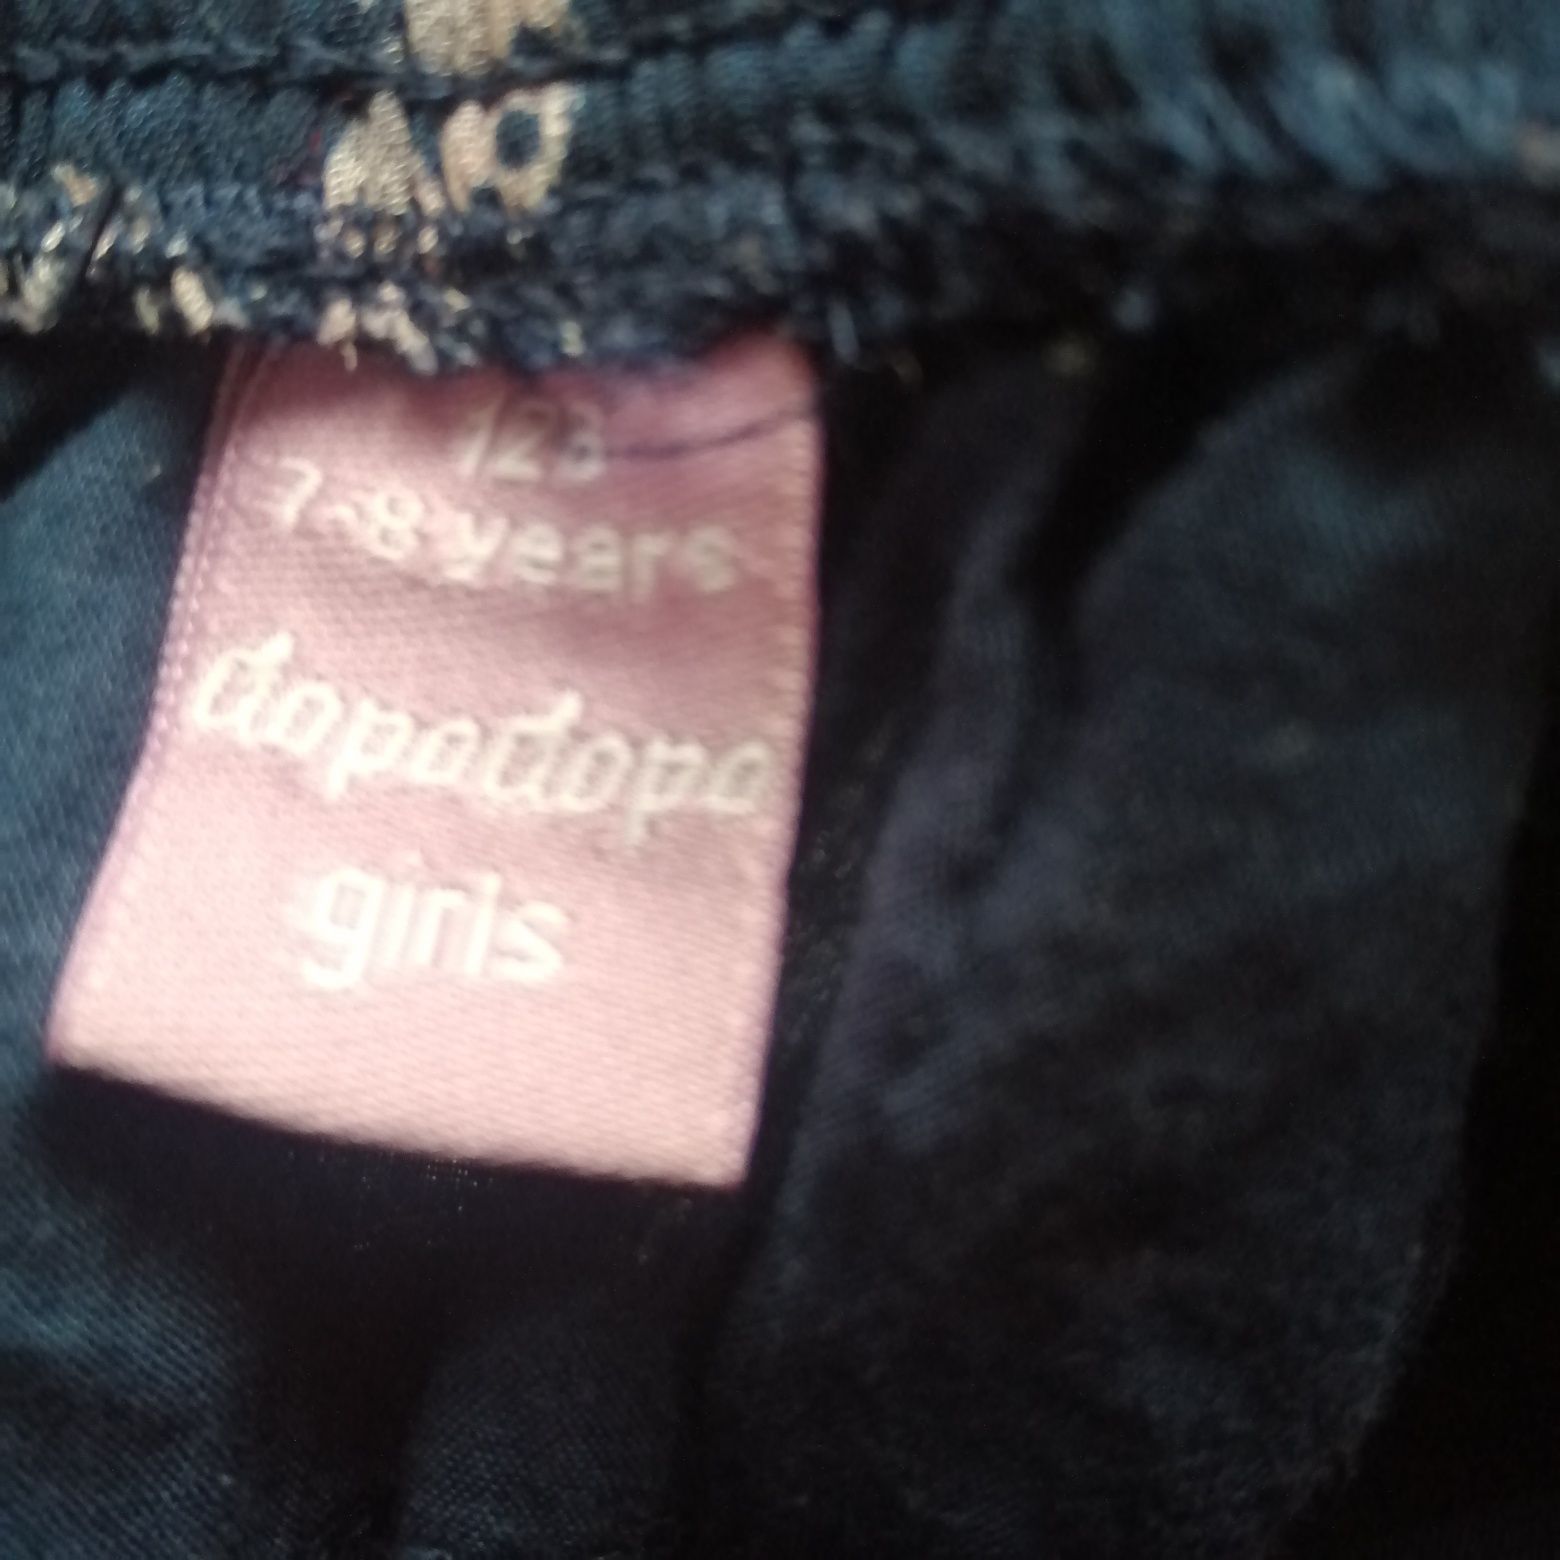 128
7-8 years
dopodopo
girls